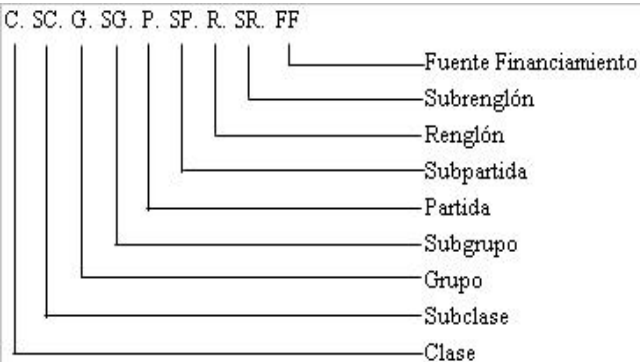 C. SC. G. SG. P. SP. R. SR. FF
Fuente Financiamiento
Subrenglón
Renglón
Subpartida
Partida
Subgrupo
Grupo
Subclase
Clase